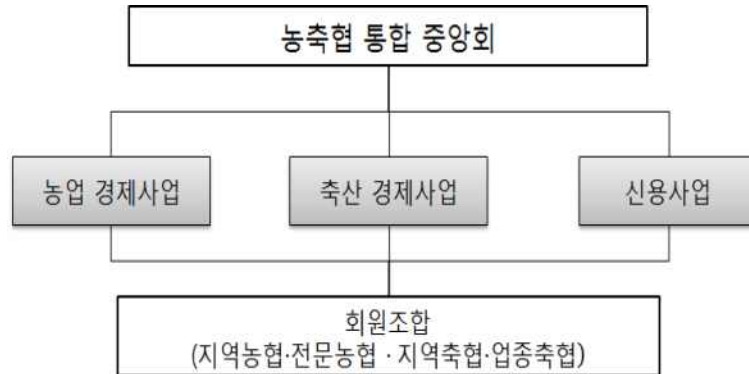 농축협 통합 중앙회
농업 경제사업
축산 경제사업
신용사업
회원조합
(지역농협·전문농협 · 지역축협·업종축협)